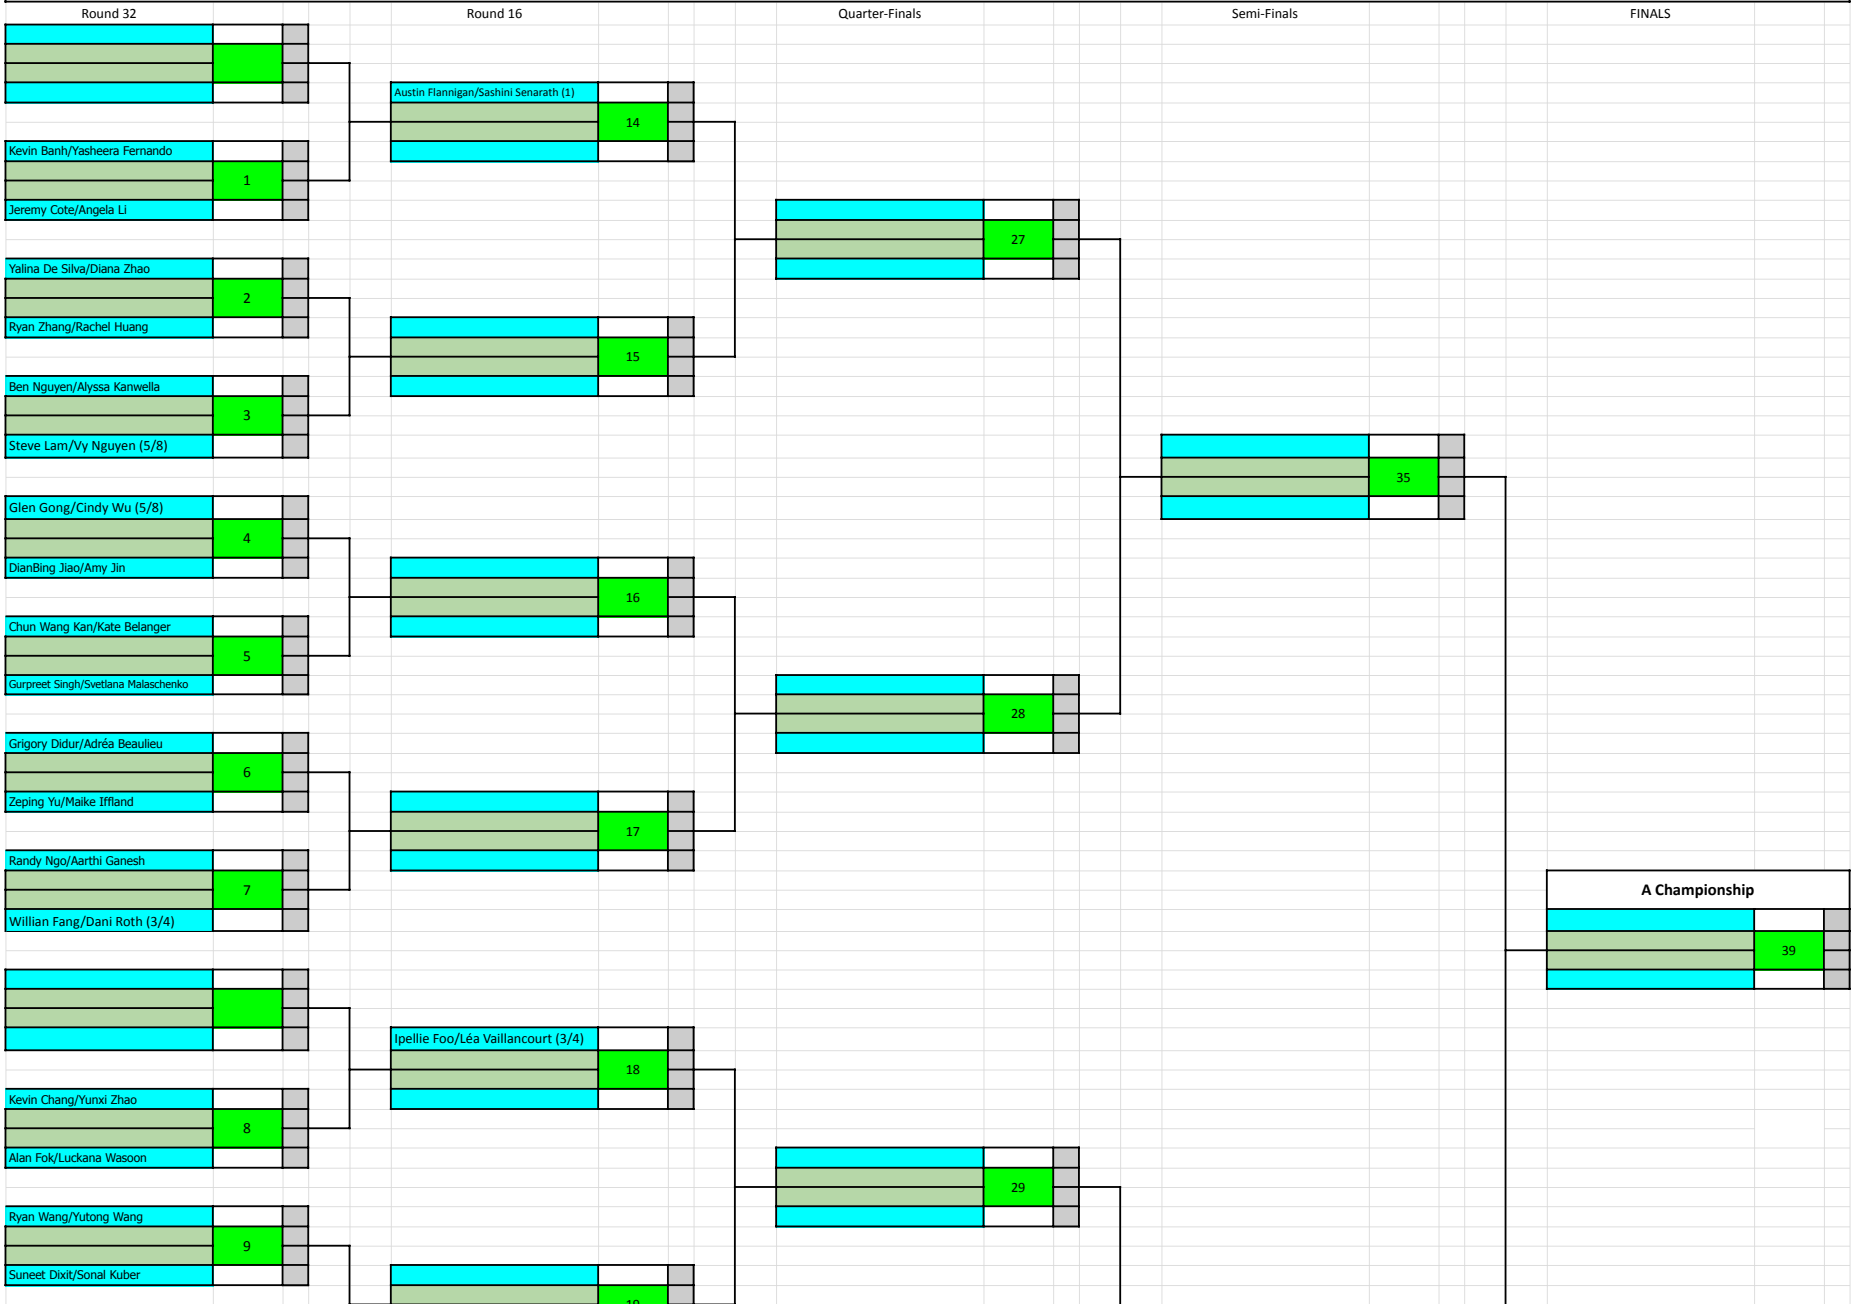 Round 32
Round 16
Quarter-Finals
Semi-Finals
FINALS
Austin Flannigan/Sashini Senarath (1)
14
Kevin Banh/Yasheera Fernando
1
Jeremy Cote/Angela Li
27
Yalina De Silva/Diana Zhao
2
Ryan Zhang/Rachel Huang
15
Ben Nguyen/Alyssa Kanwella
3
Steve Lam/Vy Nguyen (5/8)
35
Glen Gong/Cindy Wu (5/8)
4
DianBing Jiao/Amy Jin
16
Chun Wang Kan/Kate Belanger
5
Gurpreet Singh/Svetlana Malaschenko
28
Grigory Didur/Adréa Beaulieu
6
Zeping Yu/Maike Iffland
17
Randy Ngo/Aarthi Ganesh
7
Willian Fang/Dani Roth (3/4)
A Championship
39
Ipellie Foo/Léa Vaillancourt (3/4)
18
Kevin Chang/Yunxi Zhao
8
Alan Fok/Luckana Wasoon
29
Ryan Wang/Yutong Wang
9
Suneet Dixit/Sonal Kuber